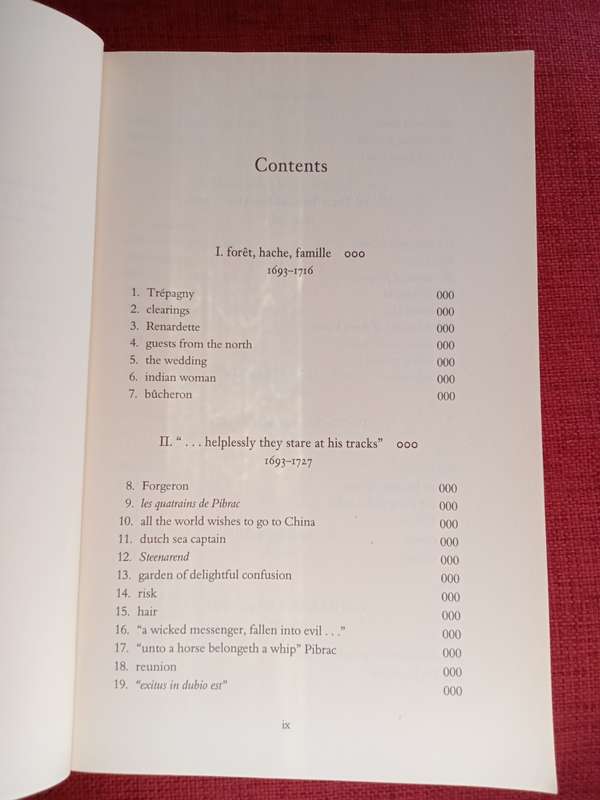 Contents
I. forêt, hache, famille 000
1693–1716
1. Trépagny 000
2. clearings 000
3. Renardette 000
4. guests from the north 000
5. the wedding 000
6. indian woman 000
7. bûcheron 000
II. “ . . . helplessly they stare at his tracks” 000
1693–1727
8. Forgeron 000
9. les quatrains de Pibrac 000
10. all the world wishes to go to China 000
11. dutch sea captain 000
12. Steenarend 000
13. garden of delightful confusion 000
14. risk 000
15. hair 000
16. “a wicked messenger, fallen into evil . . .” 000
17. “unto a horse belongeth a whip” Pibrac 000
18. reunion 000
19. “exitus in dubio est” 000
ix